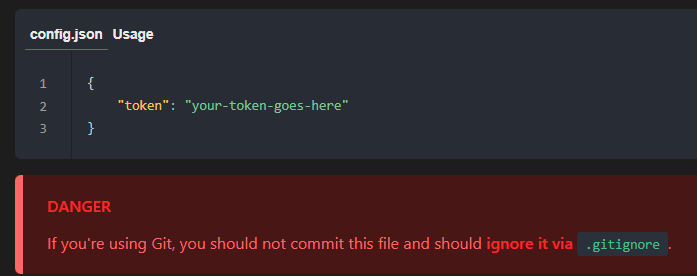 config.json Usage
1 {
2 "token": "your-token-goes-here"
3 }
DANGER
If you're using Git, you should not commit this file and should ignore it via .gitignore.